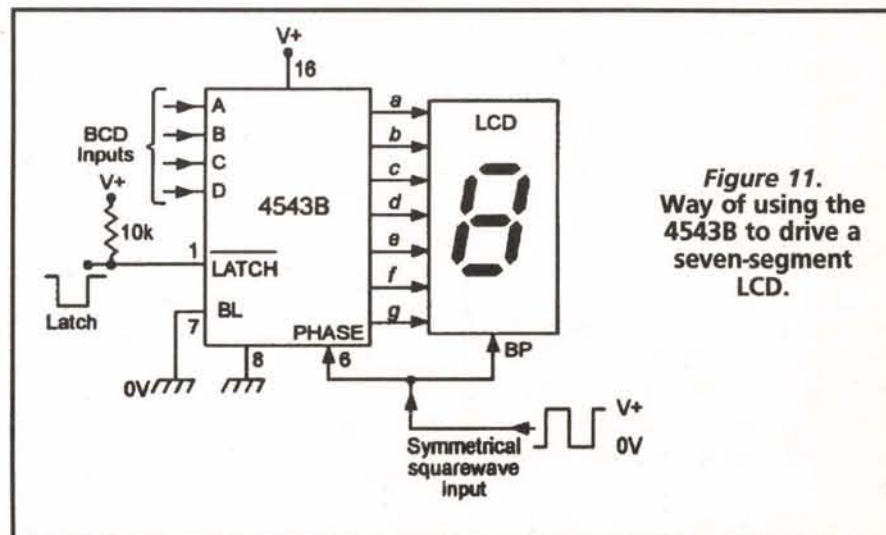 V+
16
A
B
C
D
BCD
Inputs
V+
10k
1
LATCH
Latch
4543B
BL
7
8
0V
PHASE
6
a
b
c
d
e
f
g
LCD
BP
V+
0V
Symmetrical
squarewave
input
Figure 11.
Way of using the
4543B to drive a
seven-segment
LCD.